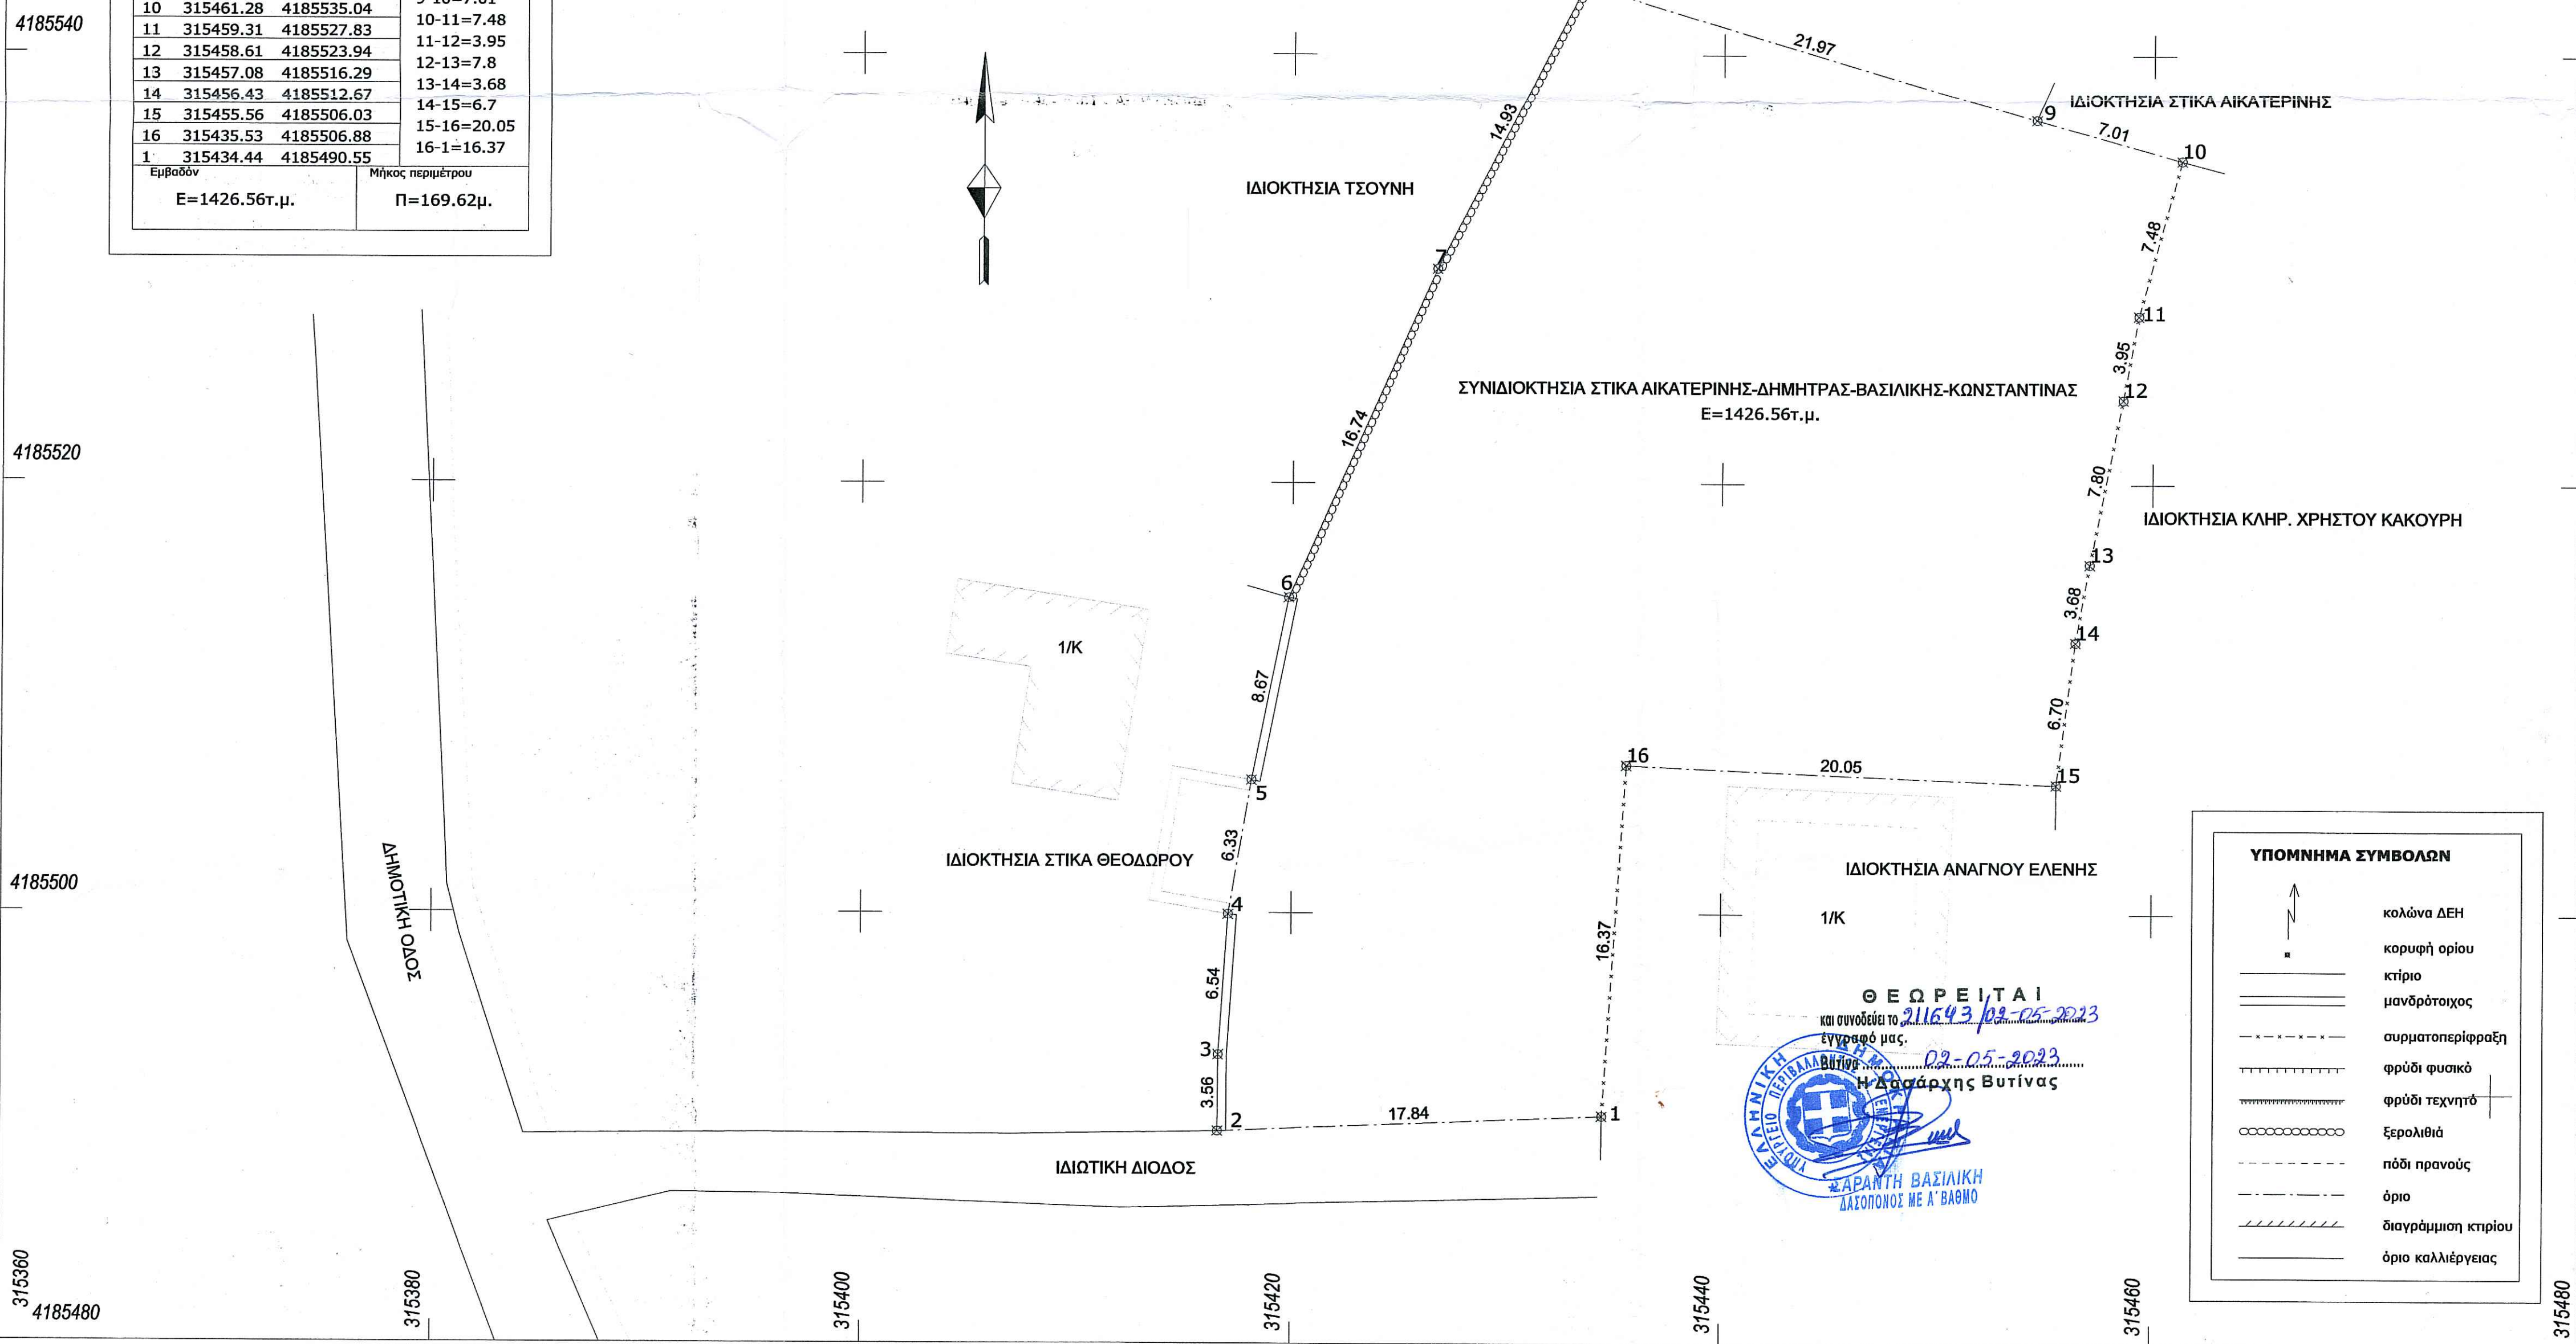 10 315461.28 4185535.04
11 315459.31 4185527.83
12 315458.61 4185523.94
13 315457.08 4185516.29
14 315456.43 4185512.67
15 315455.56 4185506.03
16 315435.53 4185506.88
1 315434.44 4185490.55
10-11=7.48
11-12=3.95
12-13=7.8
13-14=3.68
14-15=6.7
15-16=20.05
16-1=16.37
Εμβαδόν
Ε=1426.56τ.μ.
Μήκος περιμέτρου
Π=169.62μ.
4185540
4185520
4185500
4185480
315360
315380
315400
315420
315440
315460
315480
21.97
9
ΙΔΙΟΚΤΗΣΙΑ ΣΤΙΚΑ ΑΙΚΑΤΕΡΙΝΗΣ
7.01
10
14.93
ΙΔΙΟΚΤΗΣΙΑ ΤΣΟΥΝΗ
7
7.48
11
3.95
12
16.74
ΣΥΝΙΔΙΟΚΤΗΣΙΑ ΣΤΙΚΑ ΑΙΚΑΤΕΡΙΝΗΣ-ΔΗΜΗΤΡΑΣ-ΒΑΣΙΛΙΚΗΣ-ΚΩΝΣΤΑΝΤΙΝΑΣ
Ε=1426.56τ.μ.
7.80
ΙΔΙΟΚΤΗΣΙΑ ΚΛΗΡ. ΧΡΗΣΤΟΥ ΚΑΚΟΥΡΗ
13
3.68
14
6
1/Κ
8.67
6.70
16
20.05
15
5
6.33
ΙΔΙΟΚΤΗΣΙΑ ΣΤΙΚΑ ΘΕΟΔΩΡΟΥ
ΙΔΙΟΚΤΗΣΙΑ ΑΝΑΓΝΟΥ ΕΛΕΝΗΣ
1/Κ
4
ΔΗΜΟΤΙΚΗ ΟΔΟΣ
6.54
16.37
3
3.56
2
17.84
1
ΙΔΙΩΤΙΚΗ ΔΙΟΔΟΣ
ΘΕΩΡΕΙΤΑΙ
και συνοδεύει το 211643/02-05-2023
έγγραφό μας.
Βυτίνα 02-05-2023
Η Δασάρχης Βυτίνας
ΕΛΛΗΝΙΚΗ ΔΗΜΟΚΡΑΤΙΑ
ΥΠΟΥΡΓΕΙΟ ΠΕΡΙΒΑΛΛΟΝΤΟΣ
ΣΑΡΑΝΤΗ ΒΑΣΙΛΙΚΗ
ΔΑΣΟΠΟΝΟΣ ΜΕ Α΄ ΒΑΘΜΟ
ΥΠΟΜΝΗΜΑ ΣΥΜΒΟΛΩΝ
κολώνα ΔΕΗ
κορυφή ορίου
κτίριο
μανδρότοιχος
συρματοπερίφραξη
φρύδι φυσικό
φρύδι τεχνητό
ξερολιθιά
πόδι πρανούς
όριο
διαγράμμιση κτιρίου
όριο καλλιέργειας